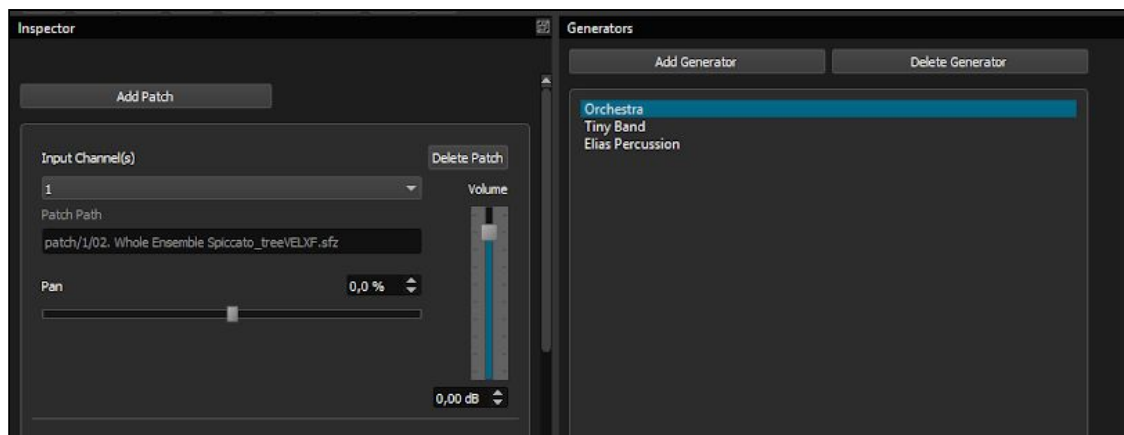 Inspector
Add Patch
Input Channel(s)
Delete Patch
1
Volume
Patch Path
patch/1/02. Whole Ensemble Spiccato_treeVELXF.sfz
Pan
0,0 %
0,00 dB
Generators
Add Generator
Delete Generator
Orchestra
Tiny Band
Elias Percussion